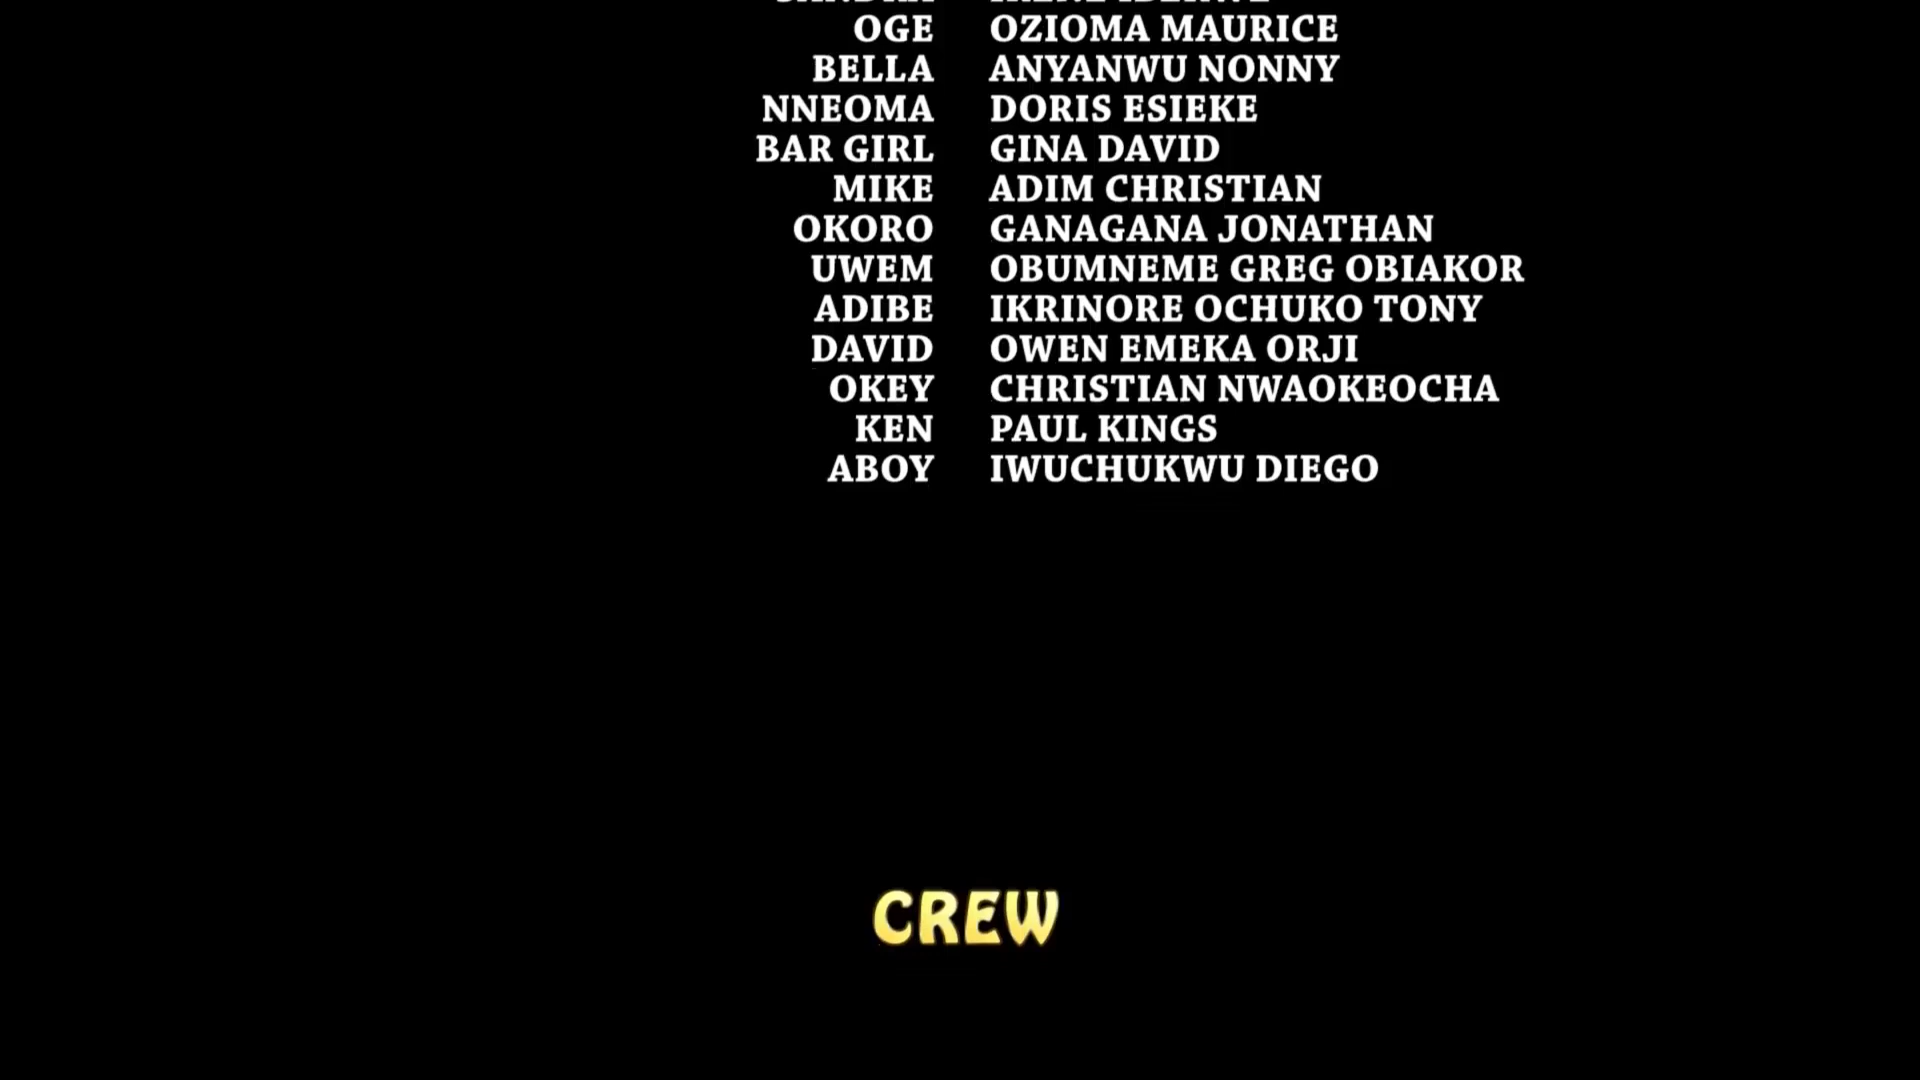 OGE OZIOMA MAURICE
BELLA ANYANWU NONNY
NNEOMA DORIS ESIEKE
BAR GIRL GINA DAVID
MIKE ADIM CHRISTIAN
OKORO GANAGANA JONATHAN
UWEM OBUMNEME GREG OBIAKOR
ADIBE IKRINORE OCHUKO TONY
DAVID OWEN EMEKA ORJI
OKEY CHRISTIAN NWAOKEOCHA
KEN PAUL KINGS
ABOY IWUCHUKWU DIEGO
CREW